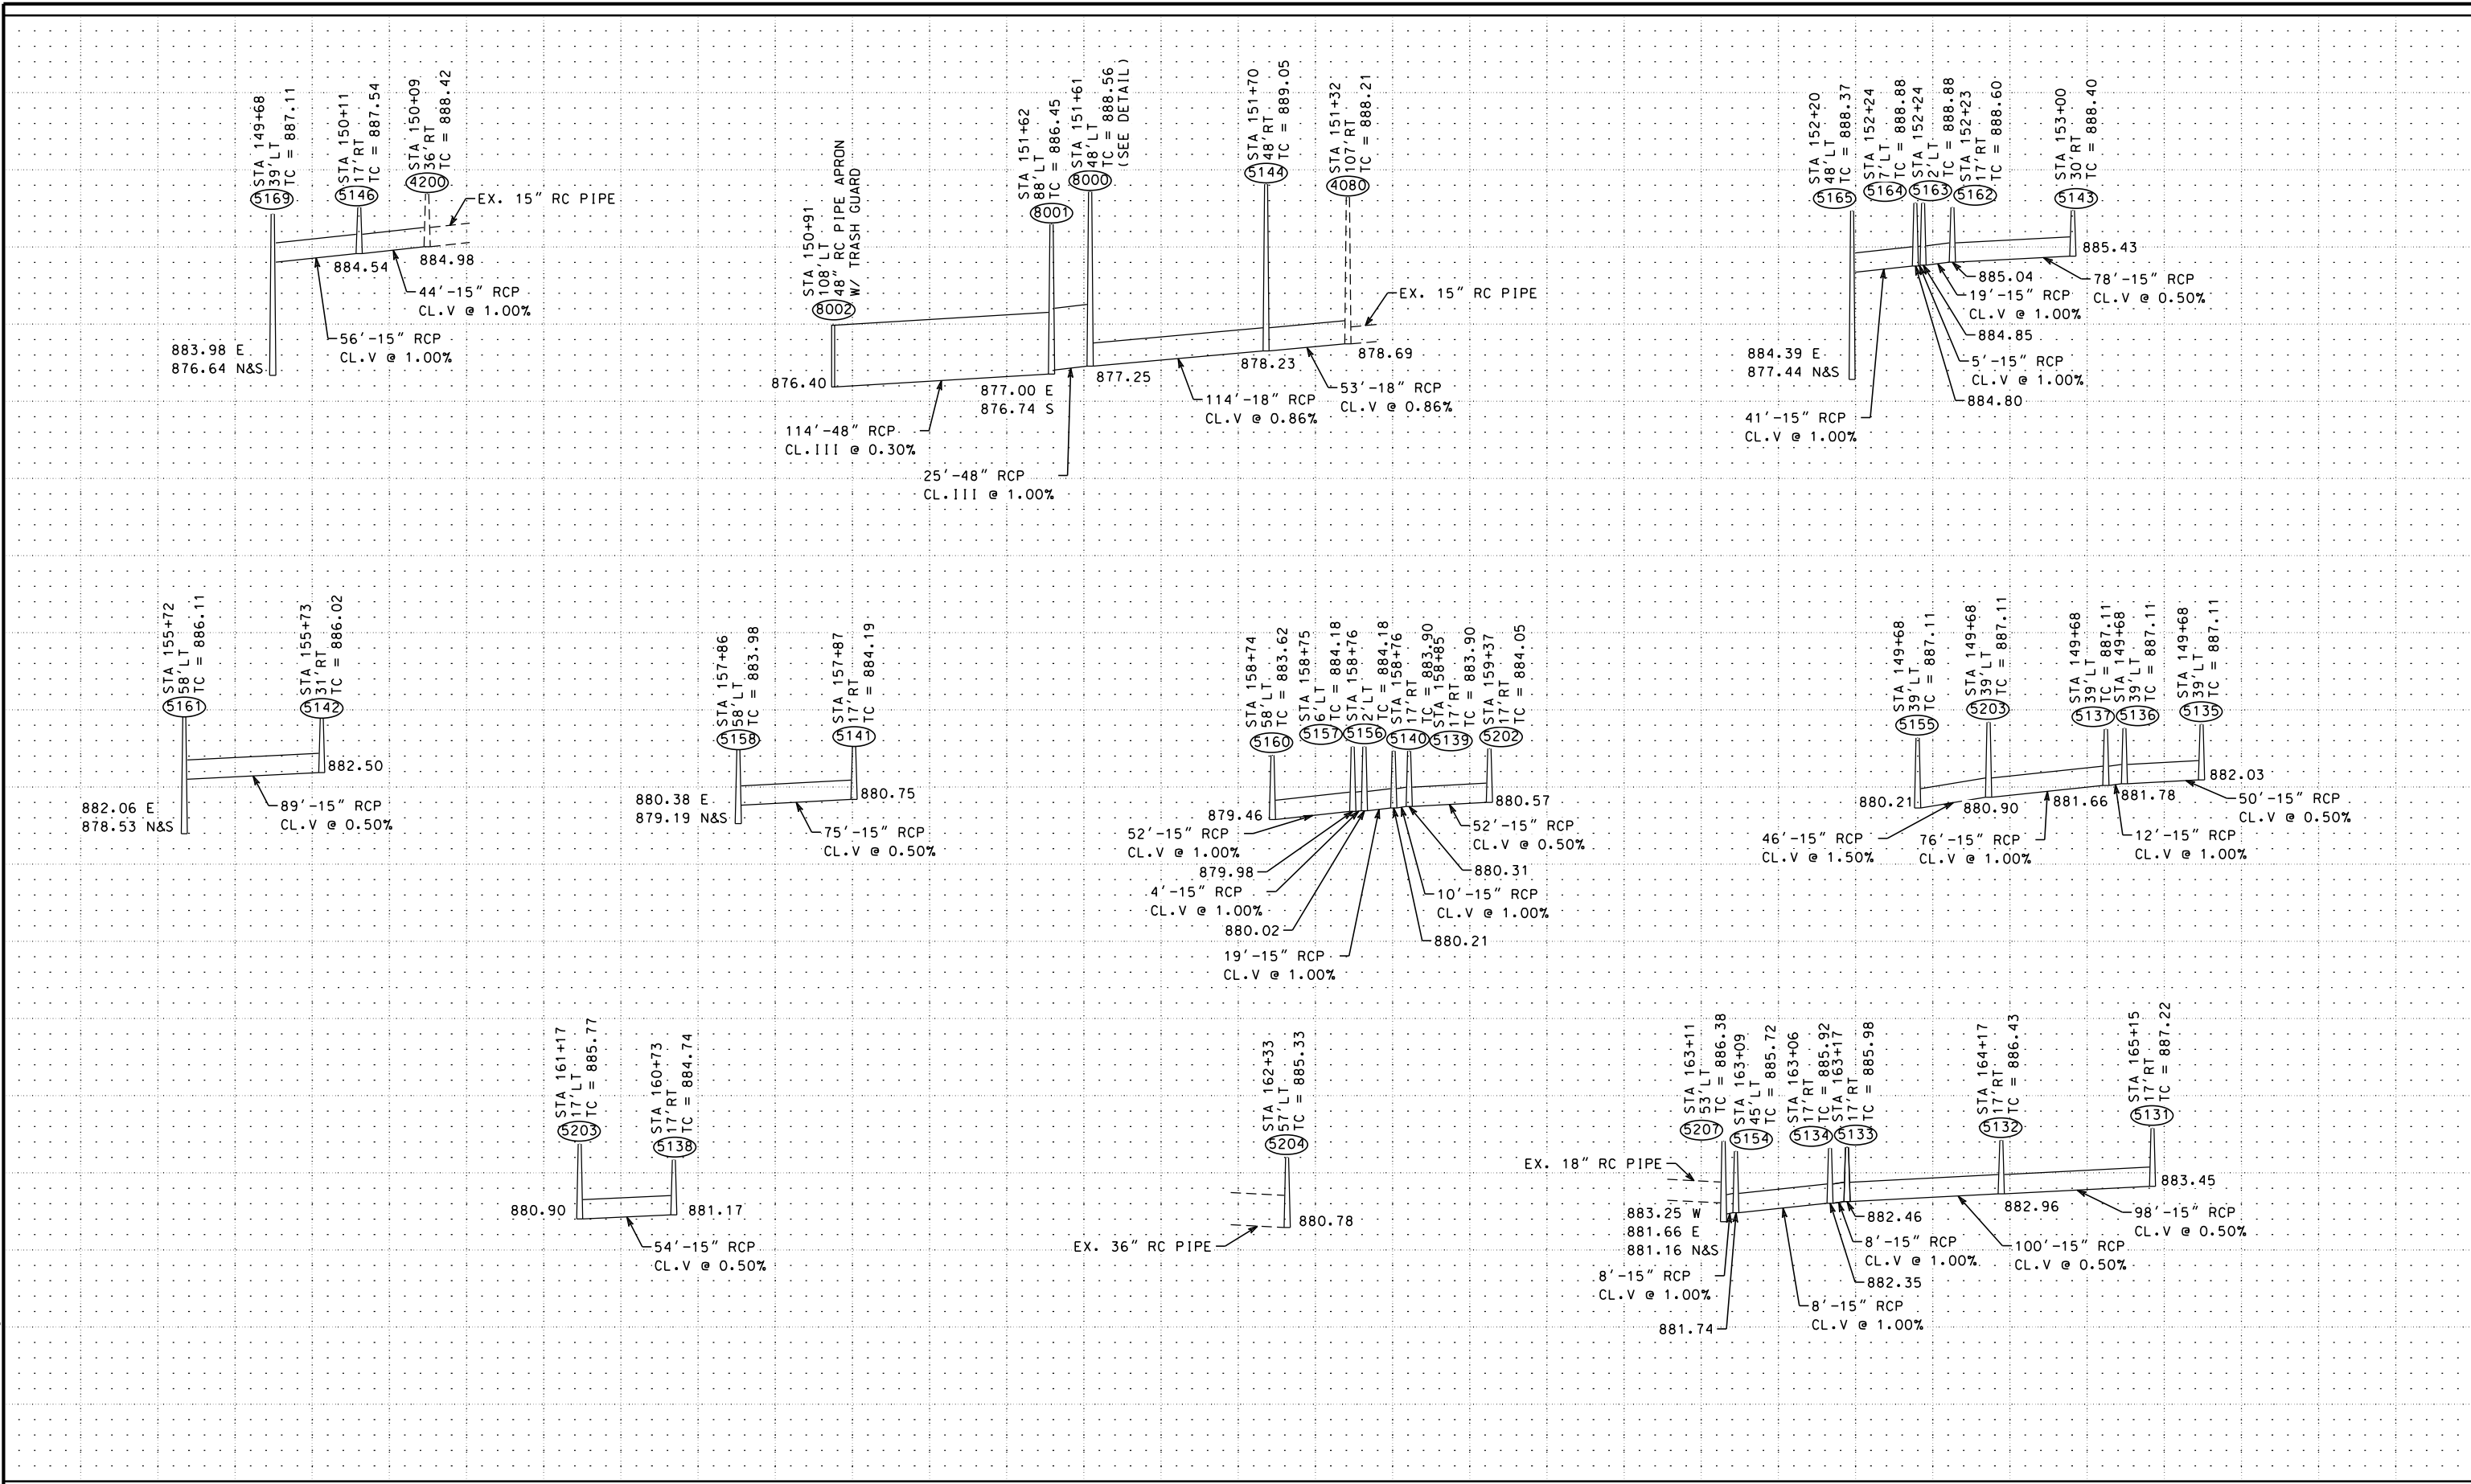 STA 149+68
39'LT
TC = 887.11
5169
STA 150+11
17'RT
TC = 887.54
5146
STA 150+09
36'RT
TC = 888.42
4200
EX. 15" RC PIPE
884.54
884.98
44'-15" RCP
CL.V @ 1.00%
56'-15" RCP
CL.V @ 1.00%
883.98 E
876.64 N&S
STA 150+91
108'LT
48" RC PIPE APRON
W/ TRASH GUARD
8002
STA 151+62
88'LT
TC = 886.45
8001
STA 151+61
48'LT
TC = 888.56
(SEE DETAIL)
8000
STA 151+70
48'RT
TC = 889.05
5144
STA 151+32
107'RT
TC = 888.21
4080
EX. 15" RC PIPE
876.40
877.00 E
876.74 S
877.25
878.23
878.69
53'-18" RCP
CL.V @ 0.86%
114'-18" RCP
CL.V @ 0.86%
114'-48" RCP
CL.III @ 0.30%
25'-48" RCP
CL.III @ 1.00%
STA 152+20
48'LT
TC = 888.37
5165
STA 152+24
7'LT
TC = 888.88
5164
STA 152+24
2'LT
TC = 888.88
5163
STA 152+23
17'RT
TC = 888.60
5162
STA 153+00
30'RT
TC = 888.40
5143
885.43
885.04
78'-15" RCP
CL.V @ 0.50%
19'-15" RCP
CL.V @ 1.00%
884.85
5'-15" RCP
CL.V @ 1.00%
884.80
884.39 E
877.44 N&S
41'-15" RCP
CL.V @ 1.00%
STA 155+72
58'LT
TC = 886.11
5161
STA 155+73
31'RT
TC = 886.02
5142
882.50
882.06 E
878.53 N&S
89'-15" RCP
CL.V @ 0.50%
STA 157+86
58'LT
TC = 883.98
5158
STA 157+87
17'RT
TC = 884.19
5141
880.38 E
879.19 N&S
880.75
75'-15" RCP
CL.V @ 0.50%
STA 158+74
58'LT
TC = 883.62
5160
STA 158+75
6'LT
TC = 884.18
5157
STA 158+76
2'LT
TC = 884.18
5156
STA 158+76
17'RT
TC = 883.90
5140
STA 158+85
17'RT
TC = 883.90
5139
STA 159+37
17'RT
TC = 884.05
5202
879.46
880.57
52'-15" RCP
CL.V @ 1.00%
879.98
4'-15" RCP
CL.V @ 1.00%
880.02
19'-15" RCP
CL.V @ 1.00%
52'-15" RCP
CL.V @ 0.50%
880.31
10'-15" RCP
CL.V @ 1.00%
880.21
STA 149+68
39'LT
TC = 887.11
5155
STA 149+68
39'LT
TC = 887.11
5203
STA 149+68
39'LT
TC = 887.11
5137
STA 149+68
39'LT
TC = 887.11
5136
STA 149+68
39'LT
TC = 887.11
5135
880.21
880.90
881.66
881.78
882.03
50'-15" RCP
CL.V @ 0.50%
46'-15" RCP
CL.V @ 1.50%
76'-15" RCP
CL.V @ 1.00%
12'-15" RCP
CL.V @ 1.00%
STA 161+17
17'LT
TC = 885.77
5203
STA 160+73
17'RT
TC = 884.74
5138
880.90
881.17
54'-15" RCP
CL.V @ 0.50%
STA 162+33
57'LT
TC = 885.33
5204
880.78
EX. 36" RC PIPE
STA 163+11
53'LT
TC = 886.38
5207
STA 163+09
45'LT
TC = 885.72
5154
STA 163+06
17'RT
TC = 885.92
5134
STA 163+17
17'RT
TC = 885.98
5133
STA 164+17
17'RT
TC = 886.43
5132
STA 165+15
17'RT
TC = 887.22
5131
EX. 18" RC PIPE
883.25 W
881.66 E
881.16 N&S
8'-15" RCP
CL.V @ 1.00%
881.74
882.46
8'-15" RCP
CL.V @ 1.00%
882.35
8'-15" RCP
CL.V @ 1.00%
882.96
100'-15" RCP
CL.V @ 0.50%
883.45
98'-15" RCP
CL.V @ 0.50%